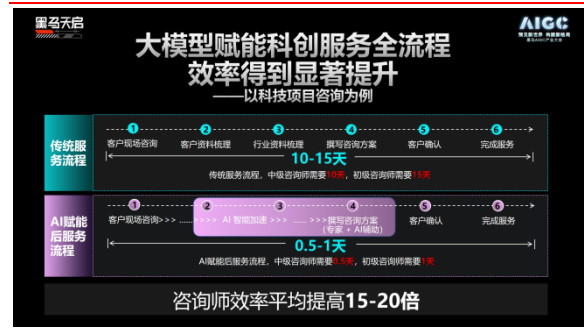 黑马天启
AIGC
大模型赋能科创服务全流程
效率得到显著提升
——以科技项目咨询为例
传统服
务流程
1 2 3 4 5 6
客户现场咨询 客户资料梳理 行业资料梳理 撰写咨询方案 客户确认 完成服务
10-15天
传统服务流程，中级咨询师需要10天，初级咨询师需要15天
AI赋能
后服务
流程
1 2 3 4 5 6
客户现场咨询>>> ......>>>> AI 智能加速 >>> ...... >>>撰写咨询方案 客户确认 完成服务
(专家 + AI辅助)
0.5-1天
AI赋能后服务流程，中级咨询师需要0.5天，初级咨询师需要1天
咨询师效率平均提高15-20倍